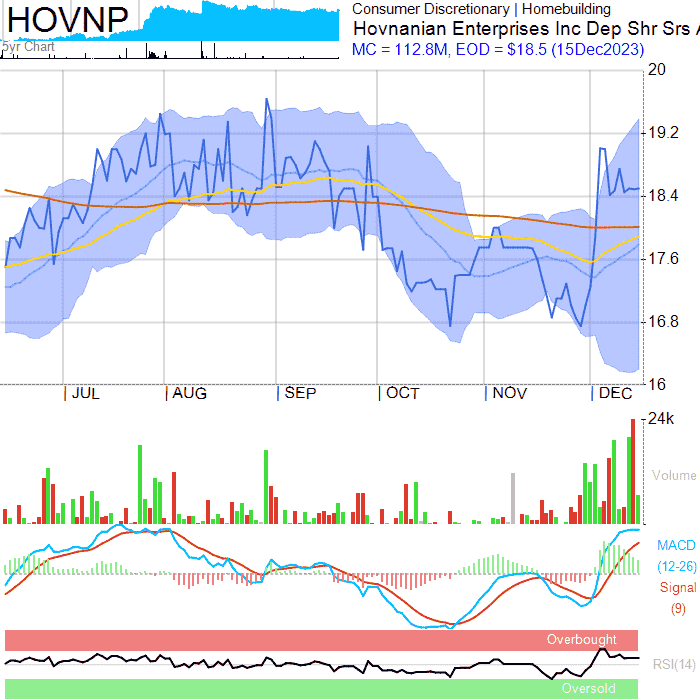 HOVNP
5yr Chart
Consumer Discretionary | Homebuilding
Hovnanian Enterprises Inc Dep Shr Srs A
MC = 112.8M, EOD = $18.5 (15Dec2023)
20
19.2
18.4
17.6
16.8
16
JUL AUG SEP OCT NOV DEC
24k
Volume
MACD
(12-26)
Signal
(9)
Overbought
RSI(14)
Oversold